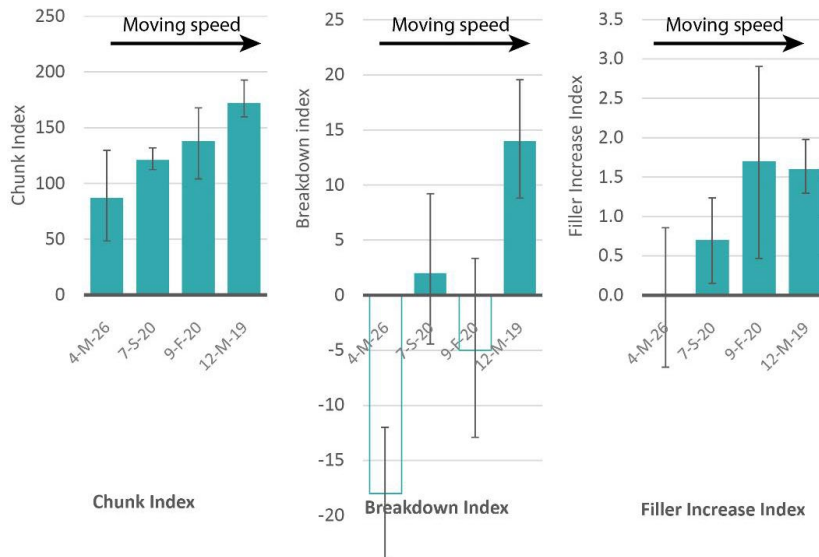 Moving speed
250
200
150
100
50
0
Chunk Index
4-M-26
7-S-20
9-F-20
12-M-19
Chunk Index
Moving speed
25
20
15
10
5
0
-5
-10
-15
-20
Breakdown index
4-M-26
7-S-20
9-F-20
12-M-19
Breakdown Index
Moving speed
3.5
3.0
2.5
2.0
1.5
1.0
0.5
0.0
Filler Increase Index
4-M-26
7-S-20
9-F-20
12-M-19
Filler Increase Index